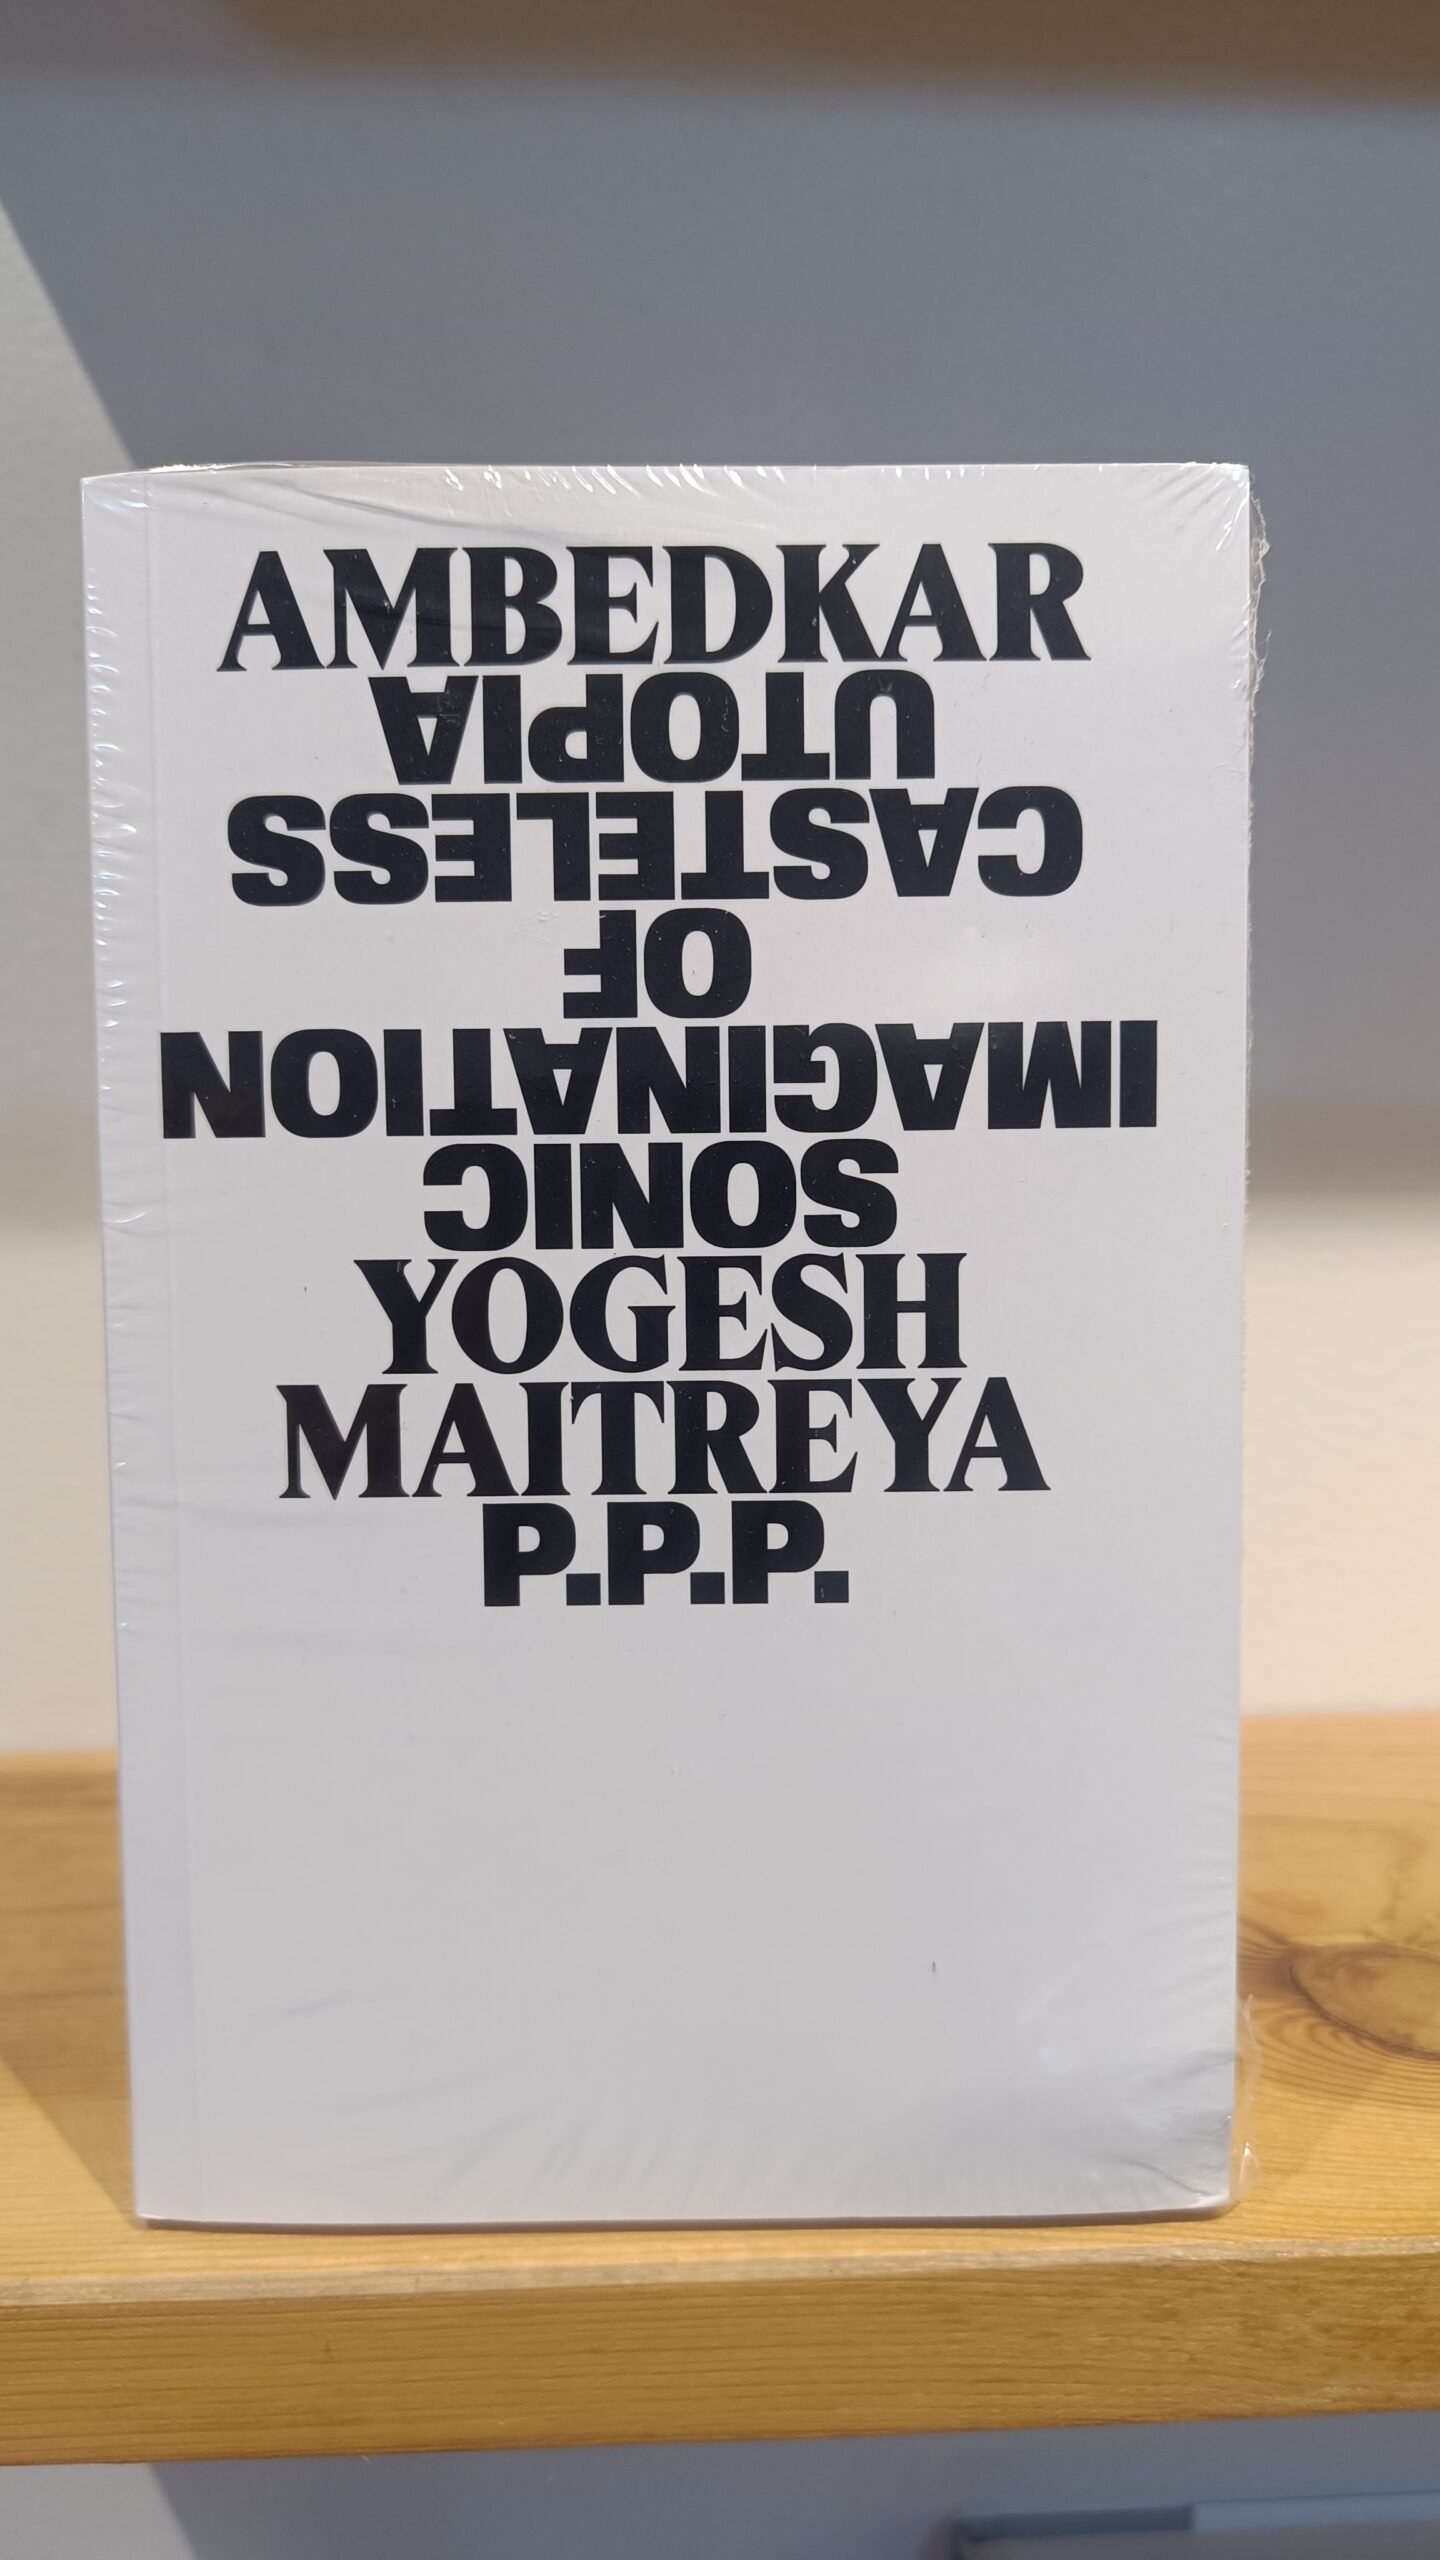 AMBEDKAR
SONIC
IMAGINATION
OF
CASTELESS
UTOPIA
YOGESH
MAITREYA
P.P.P.